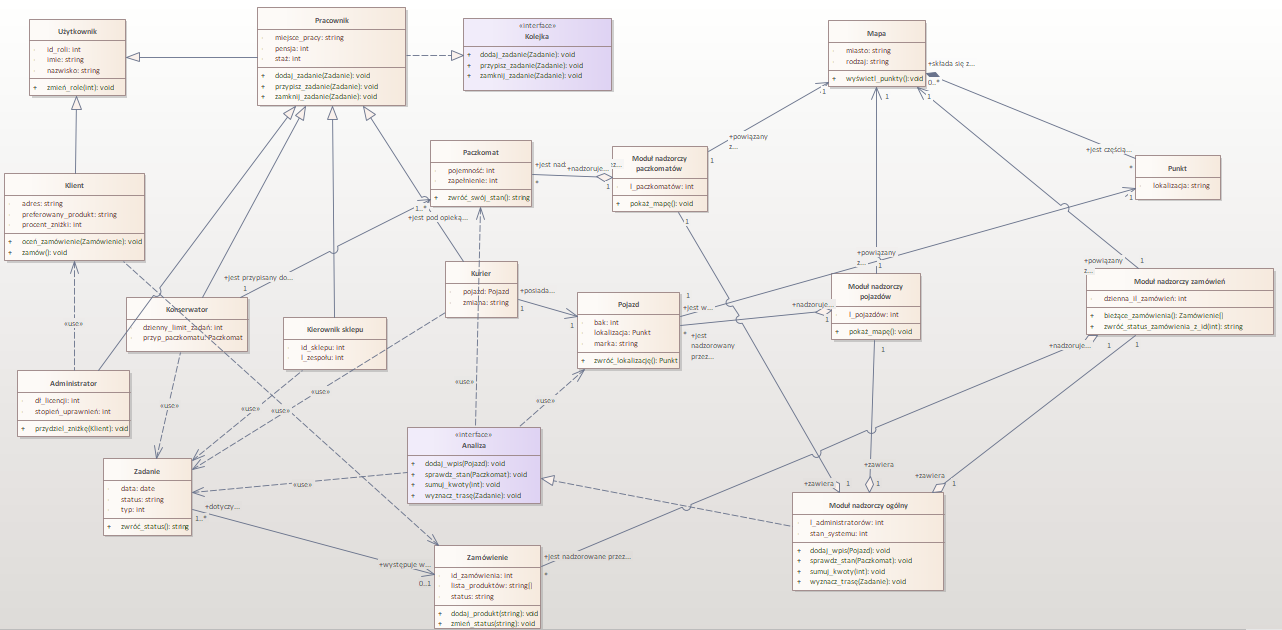 Użytkownik
id_roli: int
imie: string
nazwisko: string
+ zmień_role(int): void
Pracownik
miejsce_pracy: string
pensja: int
staż: int
+ dodaj_zadanie(Zadanie): void
+ przypisz_zadanie(Zadanie): void
+ zamknij_zadanie(Zadanie): void
«interface»
Kolejka
+ dodaj_zadanie(Zadanie): void
+ przypisz_zadanie(Zadanie): void
+ zamknij_zadanie(Zadanie): void
Mapa
miasto: string
rodzaj: string
+ wyświetl_punkty():void
+składa się z...
0..*
1
1
1
+powiązany
z...
1
+jest częścią...
*
Punkt
lokalizacja: string
1
Paczkomat
pojemność: int
zapełnienie: int
+ zwróć_swój_stan(): string
+jest nad
+nadzoruje...
z...
*
1
Moduł nadzorczy
paczkomatów
l_paczkomatów: int
+ pokaż_mapę(): void
1
Klient
adres: string
preferowany_produkt: string
procent_zniżki: int
+ oceń_zamówienie(Zamówienie): void
+ zamów(): void
1..*
+jest pod opieką...
+jest przypisany do...
1
Kurier
pojazd: Pojazd
zmiana: string
+posiada...
1
1
Pojazd
bak: int
lokalizacja: Punkt
marka: string
+ zwróć_lokalizację(): Punkt
1
+jest w...
*
+jest
nadzorowany
przez...
+nadzoruje...
1
+powiązany
z...
1
Moduł nadzorczy
pojazdów
l_pojazdów: int
+ pokaż_mapę(): void
1
+powiązany
z...
1
Moduł nadzorczy zamówień
dzienna_il_zamówień: int
+ bieżące_zamówienia(): Zamówienie[]
+ zwróć_status_zamówienia_z_id(int): string
+nadzoruje...
1
1
«use»
Konserwator
dzienny_limit_zadań: int
przyp_paczkomatu: Paczkomat
Kierownik sklepu
id_sklepu: int
l_zespołu: int
Administrator
dł_licencji: int
stopień_uprawnień: int
+ przydziel_zniżkę(Klient): void
«use»
«use»
«use»
«use»
«use»
«use»
«interface»
Analiza
+ dodaj_wpis(Pojazd): void
+ sprawdz_stan(Paczkomat): void
+ sumuj_kwoty(int): void
+ wyznacz_trasę(Zadanie): void
«use»
Zadanie
data: date
status: string
typ: int
+ zwróć_status(): string
+dotyczy...
1..*
+występuje w...
0..1
Zamówienie
id_zamówienia: int
lista_produktów: string[]
status: string
+ dodaj_produkt(string): void
+ zmień_status(string): void
+jest nadzorowane przez...
*
+zawiera
1
+zawiera
1
+zawiera
1
Moduł nadzorczy ogólny
l_administratorów: int
stan_systemu: int
+ dodaj_wpis(Pojazd): void
+ sprawdz_stan(Paczkomat): void
+ sumuj_kwoty(int): void
+ wyznacz_trasę(Zadanie): void